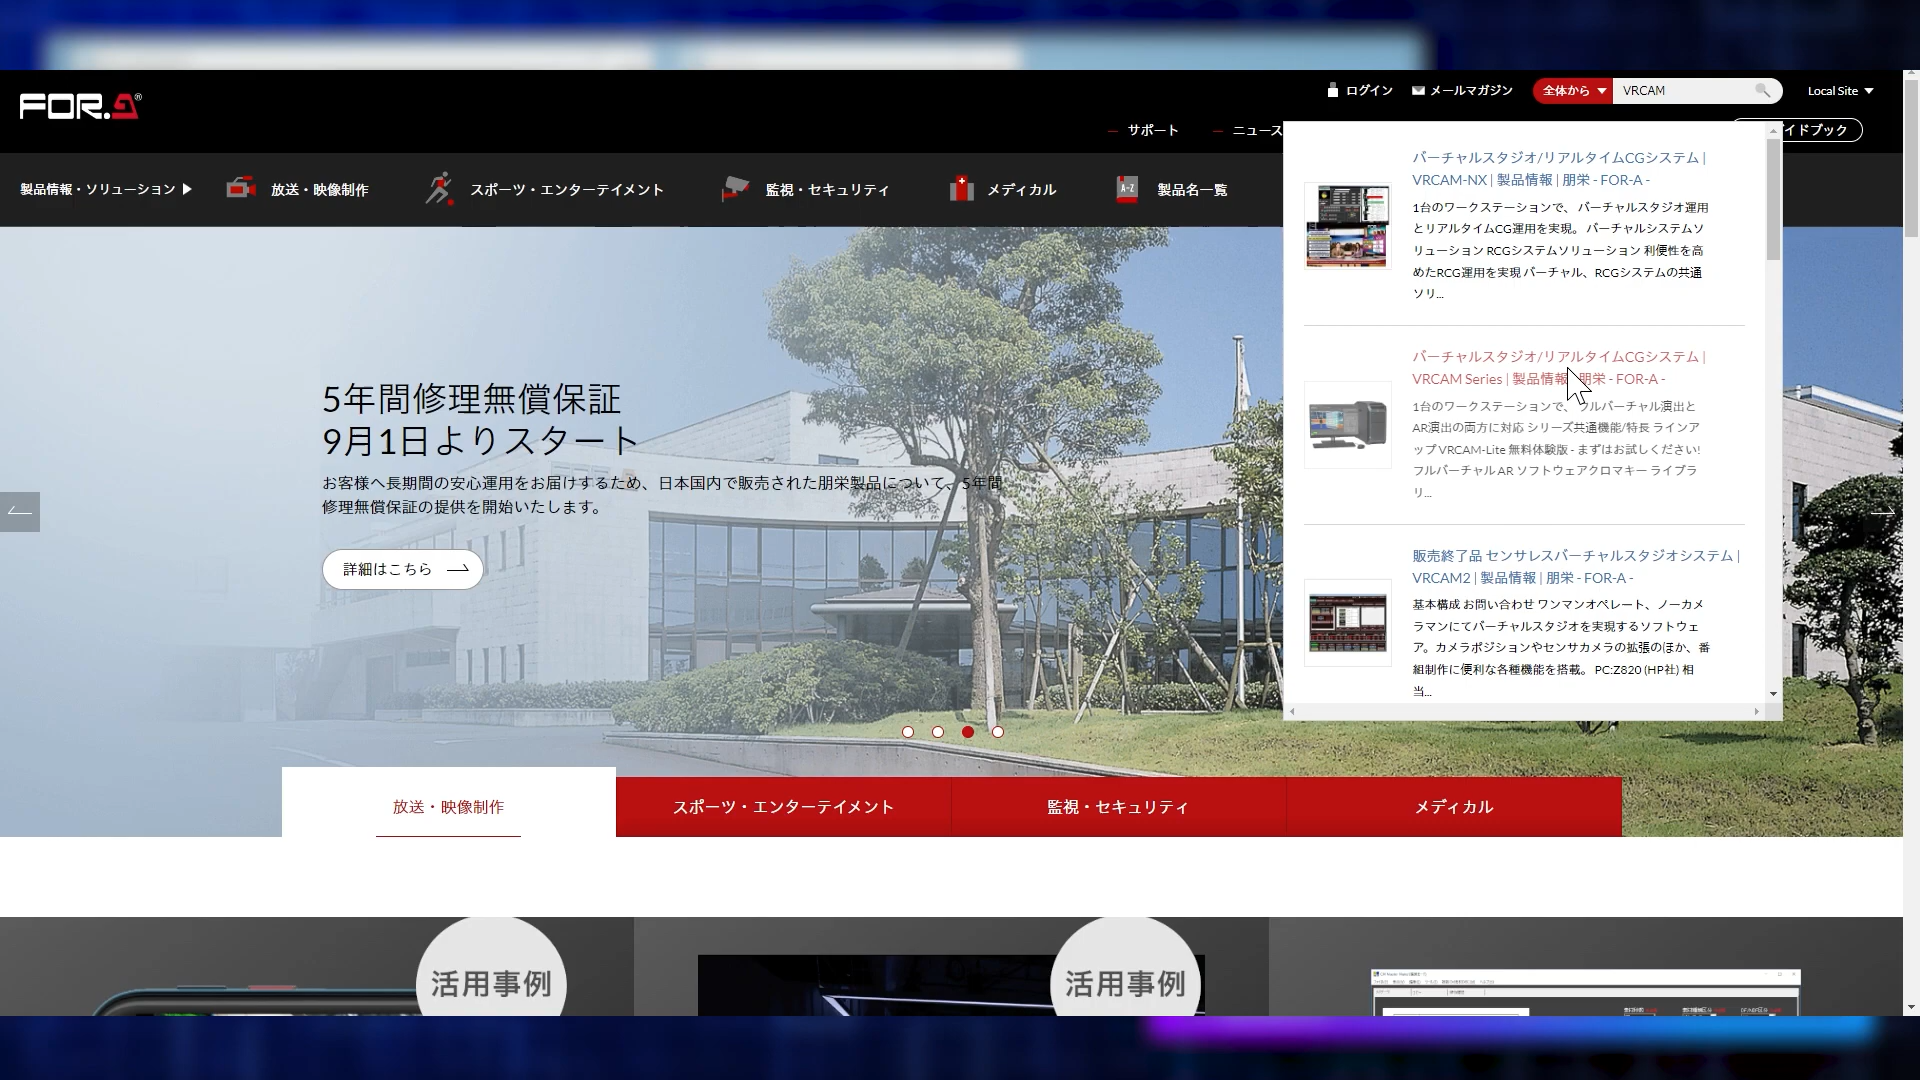 FOR.A®
ログイン
メールマガジン
全体から
VRCAM
Local Site
サポート
ニュース
イドブック
製品情報・ソリューション
放送・映像制作
スポーツ・エンターテイメント
監視・セキュリティ
メディカル
A-Z
製品名一覧
バーチャルスタジオ/リアルタイムCGシステム |
VRCAM-NX | 製品情報 | 朋栄 - FOR-A -
1台のワークステーションで、 バーチャルスタジオ運用
とリアルタイムCG運用を実現。 バーチャルシステムソ
リューション RCGシステムソリューション 利便性を高
めたRCG運用を実現 バーチャル、RCGシステムの共通
ソリ...
バーチャルスタジオ/リアルタイムCGシステム |
VRCAM Series | 製品情報 朋栄 - FOR-A -
1台のワークステーションで、 フルバーチャル演出と
AR演出の両方に対応 シリーズ共通機能/特長 ラインア
ップ VRCAM-Lite 無料体験版 - まずはお試しください!
フルバーチャル AR ソフトウェアクロマキー ライブラ
リ...
販売終了品 センサレスバーチャルスタジオシステム |
VRCAM2 | 製品情報 | 朋栄 - FOR-A -
基本構成 お問い合わせ ワンマンオペレート、ノーカメ
ラマンにてバーチャルスタジオを実現するソフトウェ
ア。カメラポジションやセンサカメラの拡張のほか、番
組制作に便利な各種機能を搭載。 PC:Z820 (HP社) 相
当...
5年間修理無償保証
9月1日よりスタート
お客様へ長期間の安心運用をお届けするため、日本国内で販売された朋栄製品について、5年間
修理無償保証の提供を開始いたします。
詳細はこちら
放送・映像制作
スポーツ・エンターテイメント
監視・セキュリティ
メディカル
活用事例
活用事例